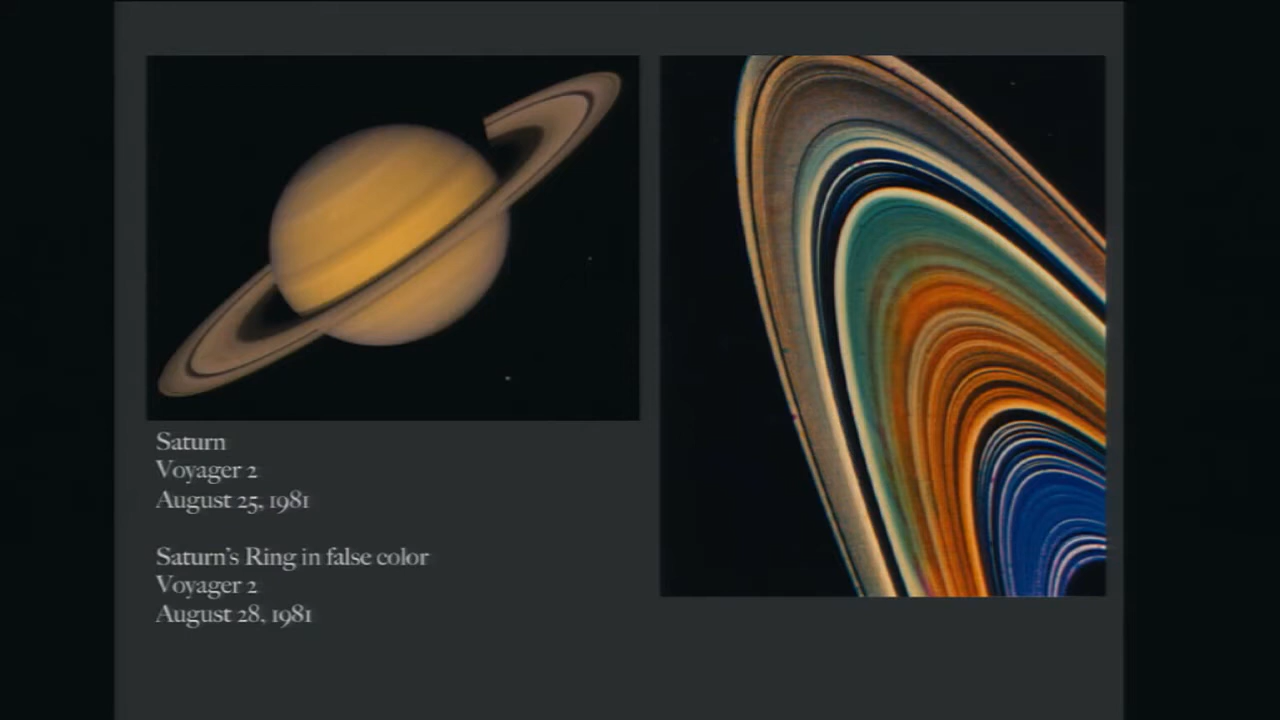 Saturn
Voyager 2
August 25, 1981
Saturn's Ring in false color
Voyager 2
August 28, 1981